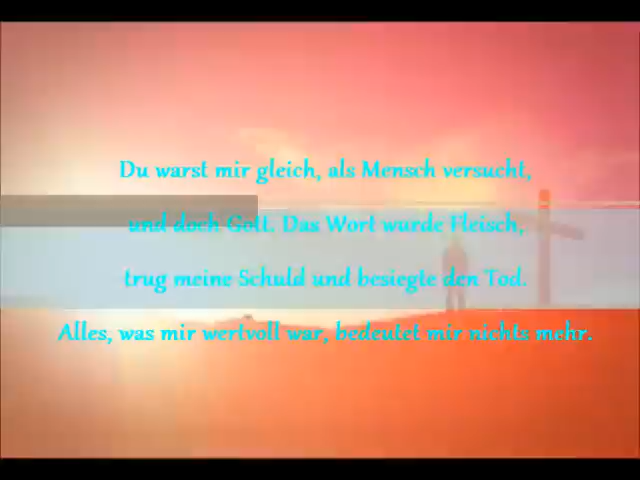 Du warst mir gleich, als Mensch versucht,
und doch Gott. Das Wort wurde Fleisch,
trug meine Schuld und besiegte den Tod.
Alles, was mir wertvoll war, bedeutet mir nichts mehr.